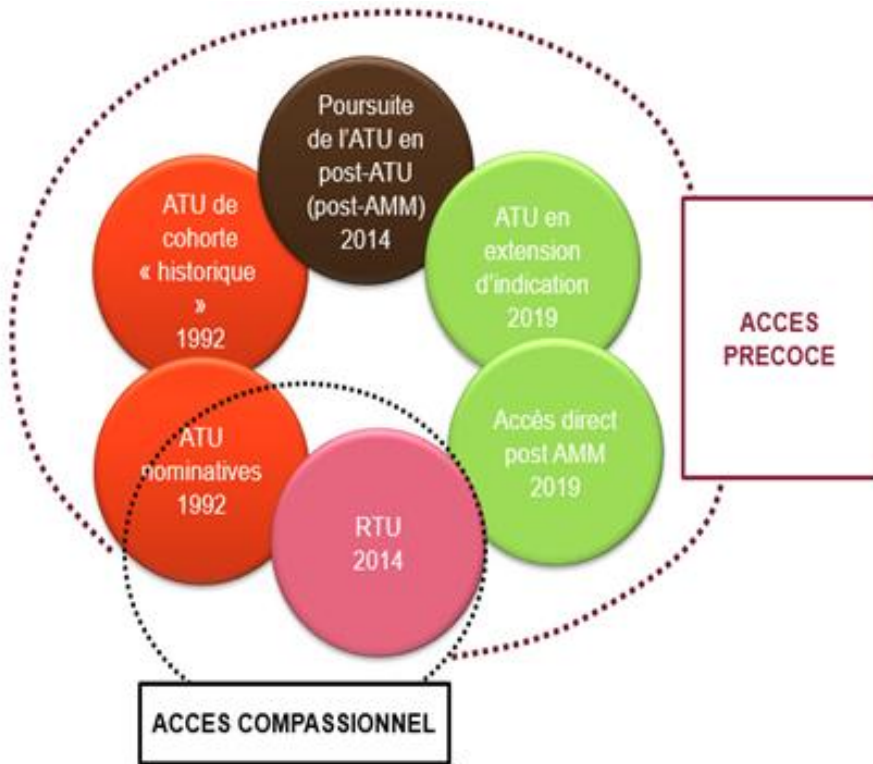 Poursuite
de l'ATU en
post-ATU
(post-AMM)
2014
ATU de
cohorte
« historique
»
1992
ATU en
extension
d'indication
2019
ACCES
PRECOCE
ATU
nominatives
1992
Accès direct
post AMM
2019
RTU
2014
ACCES COMPASSIONNEL